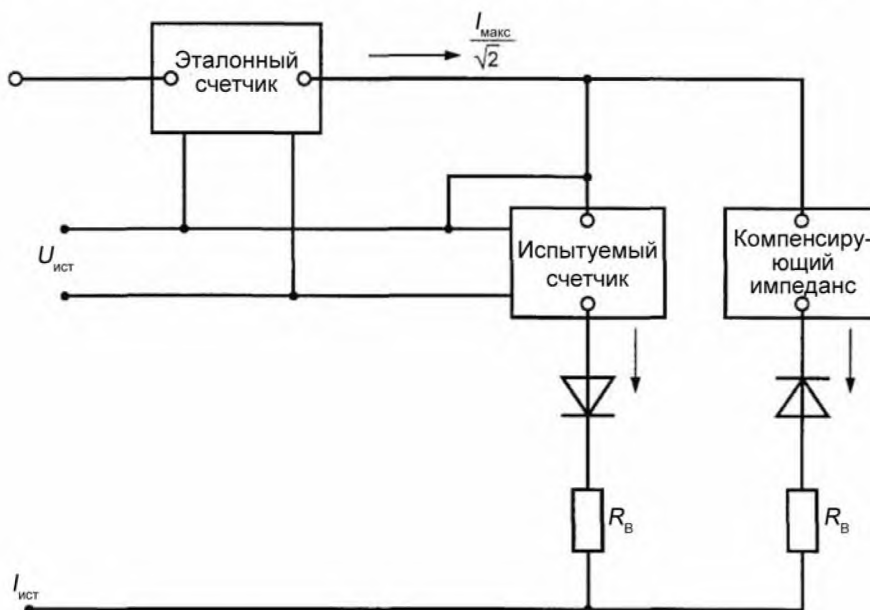 Эталонный
счетчик
I макс
√2
U ист
Испытуемый
счетчик
Компенсиру-
ющий
импеданс
R В
R В
I ист